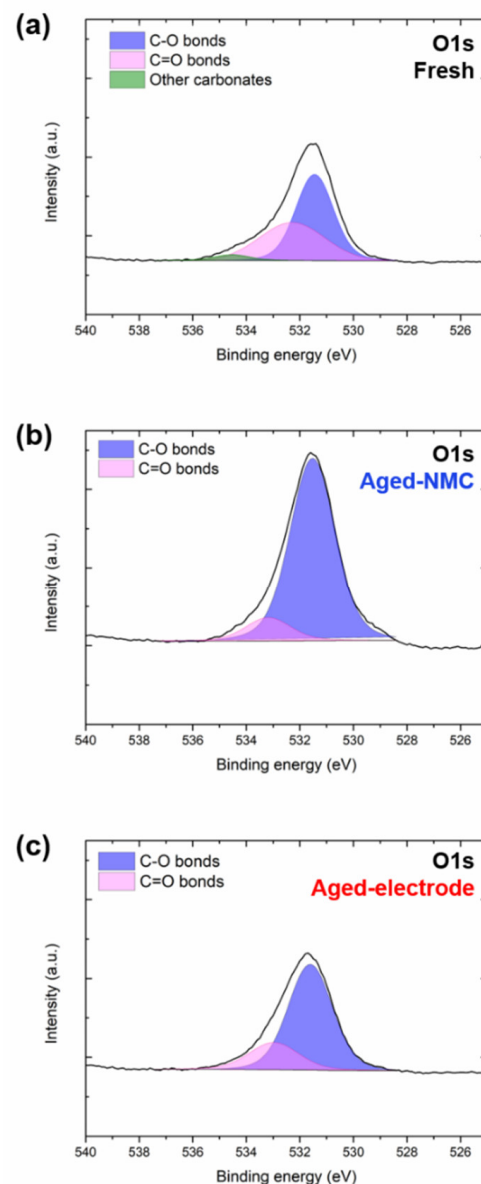 (a)
C-O bonds
C=O bonds
Other carbonates
O1s
Fresh
Intensity (a.u.)
540 538 536 534 532 530 528 526
Binding energy (eV)
(b)
C-O bonds
C=O bonds
O1s
Aged-NMC
Intensity (a.u.)
540 538 536 534 532 530 528 526
Binding energy (eV)
(c)
C-O bonds
C=O bonds
O1s
Aged-electrode
Intensity (a.u.)
540 538 536 534 532 530 528 526
Binding energy (eV)